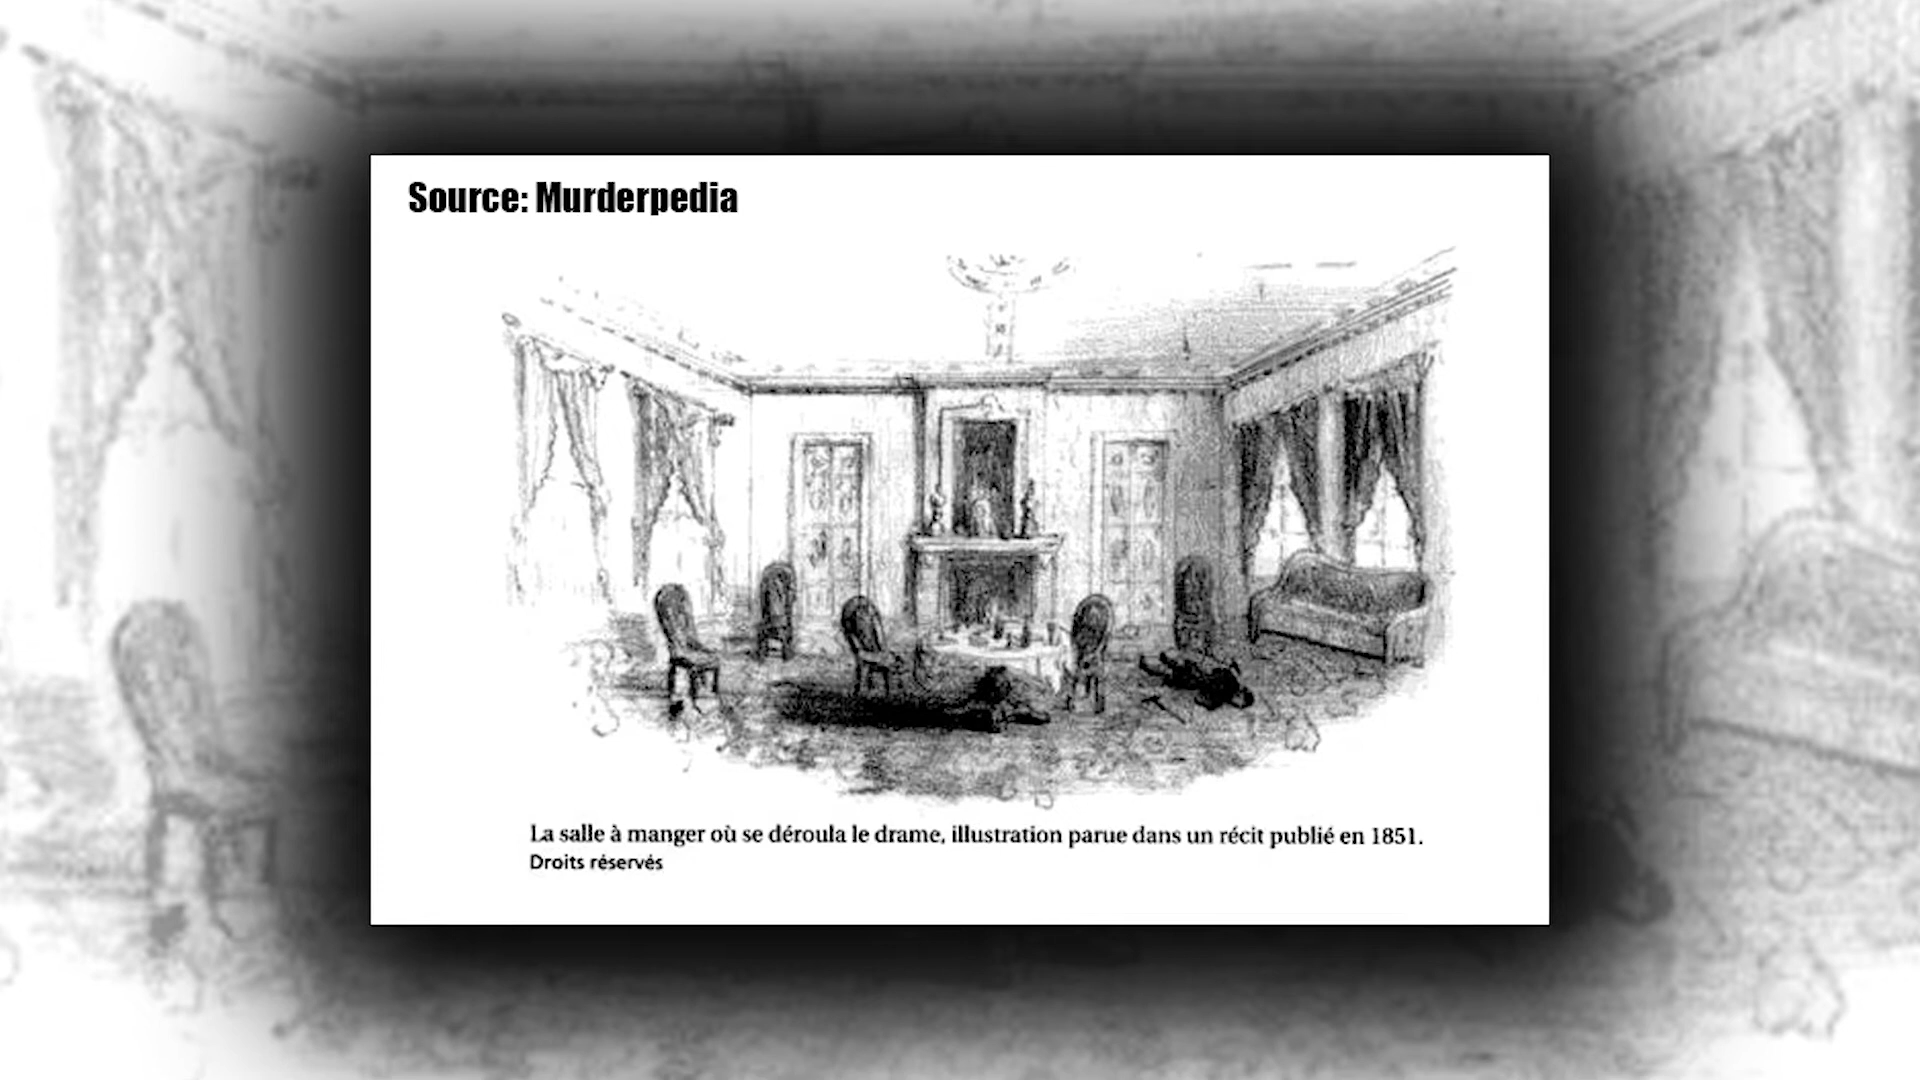 Source: Murderpedia
La salle à manger où se déroula le drame, illustration parue dans un récit publié en 1851.
Droits réservés